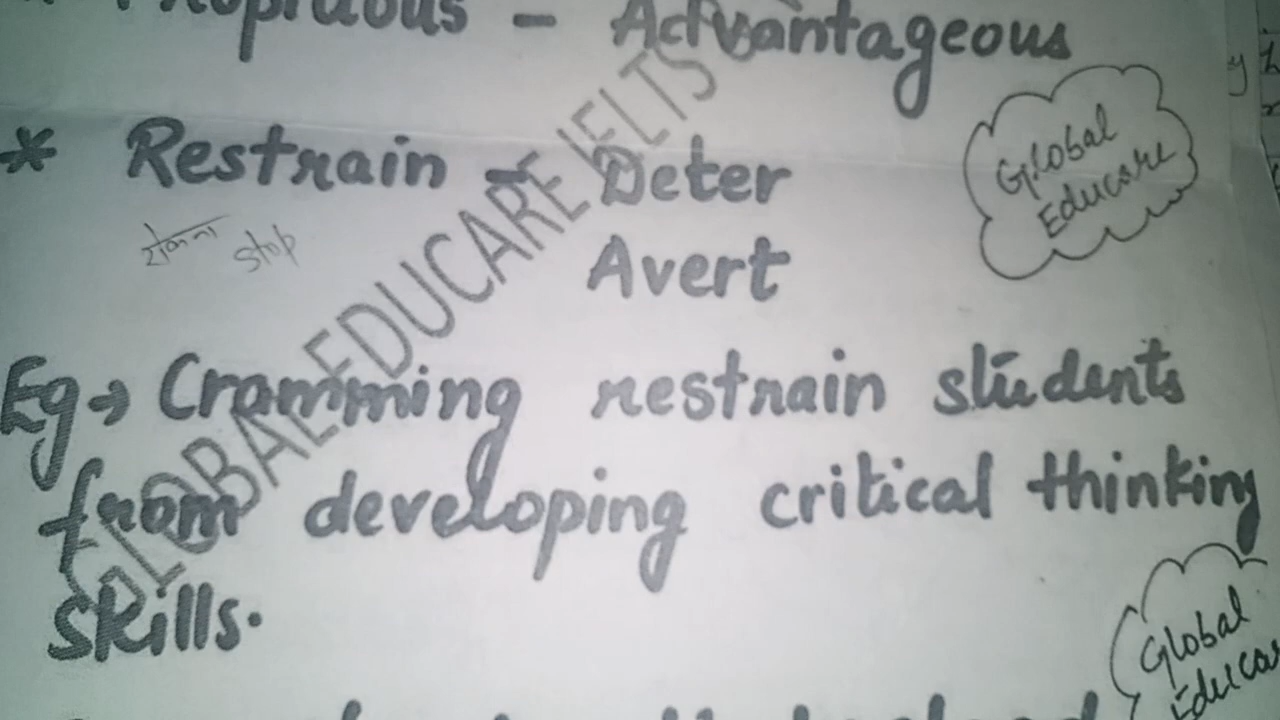 Propitious - Advantageous
* Restrain - Deter
रोकना stop
Avert
Global
Educare
Eg→ Cramming restrain students
from developing critical thinking
skills.
GLOBAL EDUCARE IELTS
Global